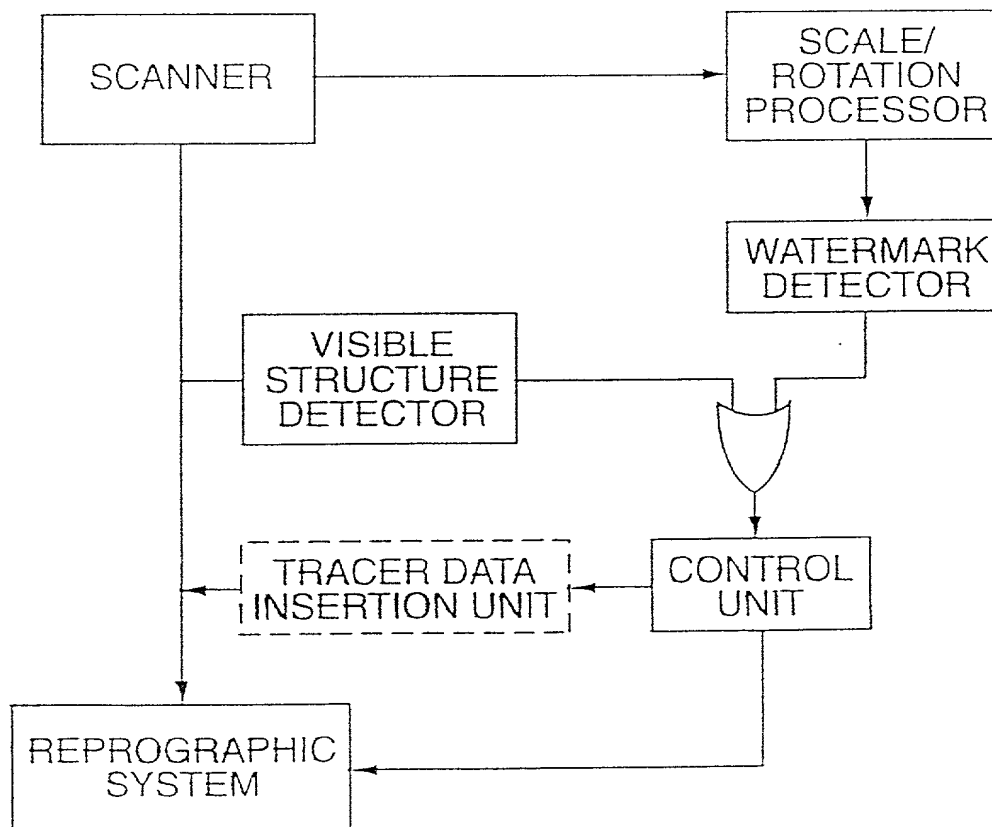 SCANNER
SCALE/
ROTATION
PROCESSOR
WATERMARK
DETECTOR
VISIBLE
STRUCTURE
DETECTOR
TRACER DATA
INSERTION UNIT
CONTROL
UNIT
REPROGRAPHIC
SYSTEM